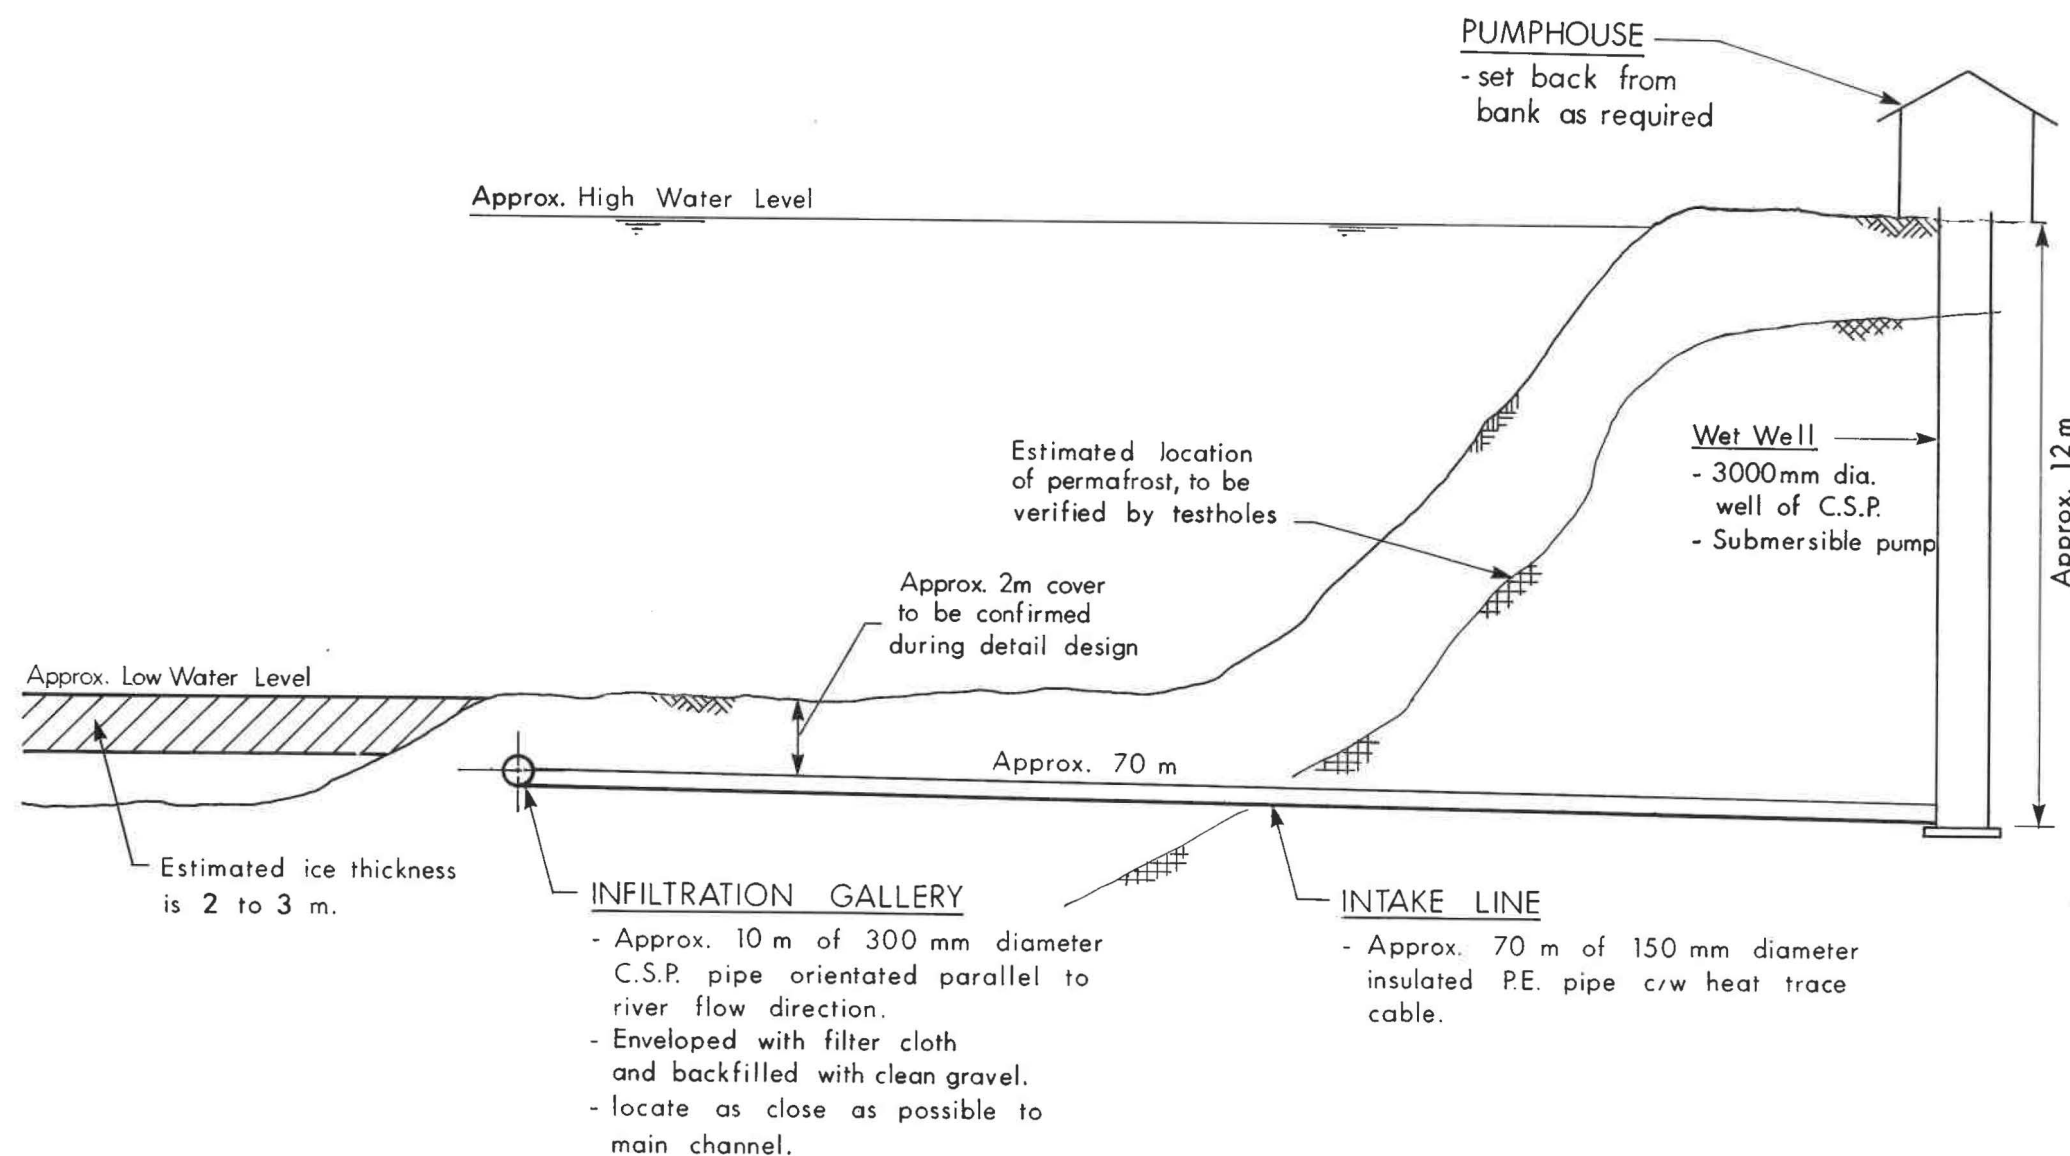 PUMPHOUSE
- set back from
bank as required
Approx. High Water Level
Estimated location
of permafrost, to be
verified by testholes
Wet Well
- 3000mm dia.
well of C.S.P.
- Submersible pump
Approx. 12m
Approx. 2m cover
to be confirmed
during detail design
Approx. Low Water Level
Approx. 70 m
Estimated ice thickness
is 2 to 3 m.
INFILTRATION GALLERY
- Approx. 10 m of 300 mm diameter
C.S.P. pipe orientated parallel to
river flow direction.
- Enveloped with filter cloth
and backfilled with clean gravel.
- locate as close as possible to
main channel.
INTAKE LINE
- Approx. 70 m of 150 mm diameter
insulated P.E. pipe c/w heat trace
cable.